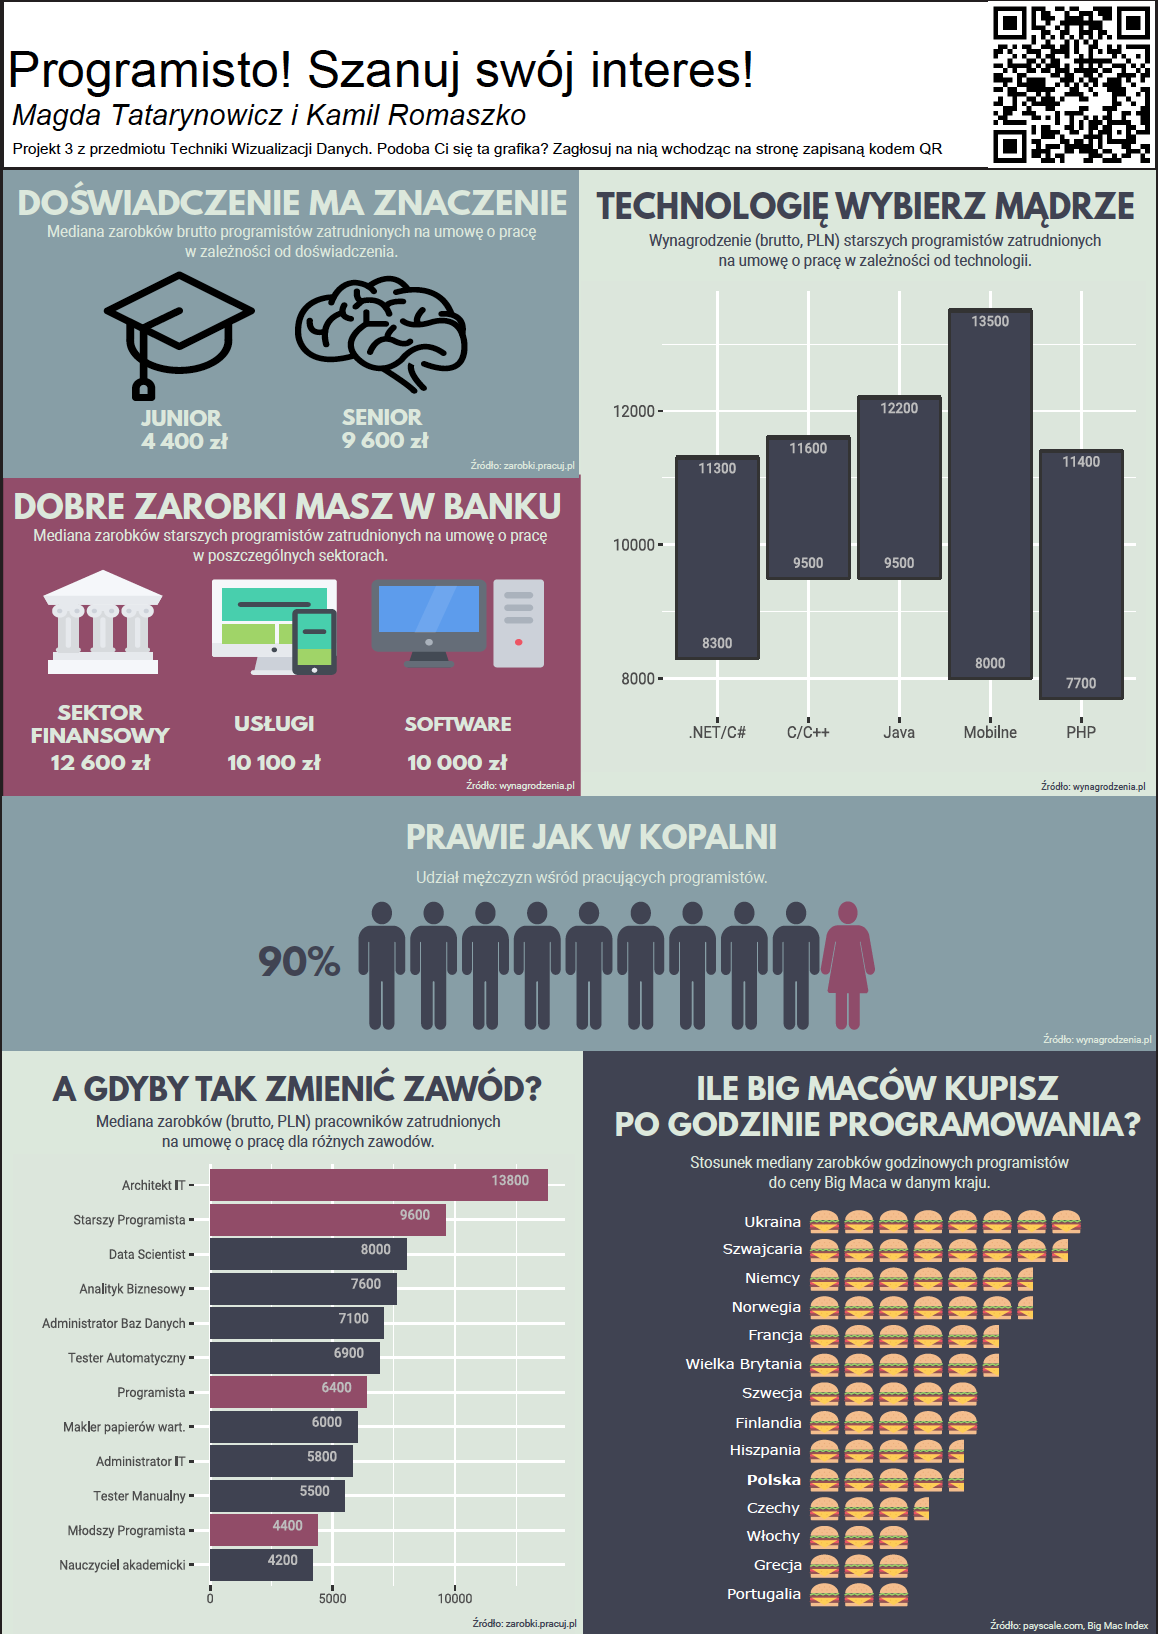 Programisto! Szanuj swój interes!
Magda Tatarynowicz i Kamil Romaszko
Projekt 3 z przedmiotu Techniki Wizualizacji Danych. Podoba Ci się ta grafika? Zagłosuj na nią wchodząc na stronę zapisaną kodem QR
DOŚWIADCZENIE MA ZNACZENIE
Mediana zarobków brutto programistów zatrudnionych na umowę o pracę
w zależności od doświadczenia.
JUNIOR
4 400 zł
SENIOR
9 600 zł
Źródło: zarobki.pracuj.pl
TECHNOLOGIĘ WYBIERZ MĄDRZE
Wynagrodzenie (brutto, PLN) starszych programistów zatrudnionych
na umowę o pracę w zależności od technologii.
12000
10000
8000
11300
8300
11600
9500
12200
9500
13500
8000
11400
7700
.NET/C#
C/C++
Java
Mobilne
PHP
Źródło: wynagrodzenia.pl
DOBRE ZAROBKI MASZ W BANKU
Mediana zarobków starszych programistów zatrudnionych na umowę o pracę
w poszczególnych sektorach.
SEKTOR
FINANSOWY
12 600 zł
USŁUGI
10 100 zł
SOFTWARE
10 000 zł
Źródło: wynagrodzenia.pl
PRAWIE JAK W KOPALNI
Udział mężczyzn wśród pracujących programistów.
90%
Źródło: wynagrodzenia.pl
A GDYBY TAK ZMIENIĆ ZAWÓD?
Mediana zarobków (brutto, PLN) pracowników zatrudnionych
na umowę o pracę dla różnych zawodów.
Architekt IT 13800
Starszy Programista 9600
Data Scientist 8000
Analityk Biznesowy 7600
Administrator Baz Danych 7100
Tester Automatyczny 6900
Programista 6400
Makler papierów wart. 6000
Administrator IT 5800
Tester Manualny 5500
Młodszy Programista 4400
Nauczyciel akademicki 4200
0 5000 10000
Źródło: zarobki.pracuj.pl
ILE BIG MACÓW KUPISZ
PO GODZINIE PROGRAMOWANIA?
Stosunek mediany zarobków godzinowych programistów
do ceny Big Maca w danym kraju.
Ukraina
Szwajcaria
Niemcy
Norwegia
Francja
Wielka Brytania
Szwecja
Finlandia
Hiszpania
Polska
Czechy
Włochy
Grecja
Portugalia
Źródło: payscale.com, Big Mac Index